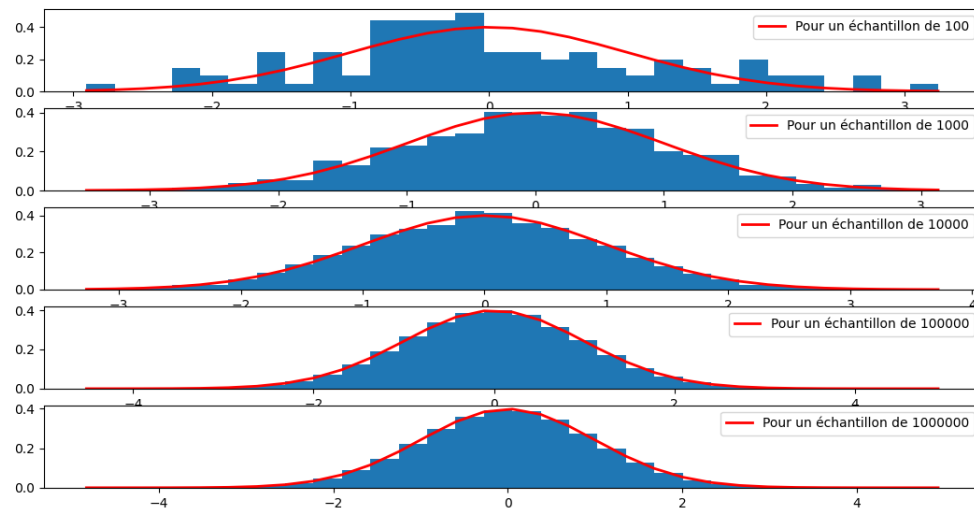 0.4
Pour un échantillon de 100
0.2
0.0
−3 −2 −1 0 1 2 3
0.4
Pour un échantillon de 1000
0.2
0.0
−3 −2 −1 0 1 2 3
0.4
Pour un échantillon de 10000
0.2
0.0
−3 −2 −1 0 1 2 3 4
0.4
Pour un échantillon de 100000
0.2
0.0
−4 −2 0 2 4
0.4
Pour un échantillon de 1000000
0.2
0.0
−4 −2 0 2 4